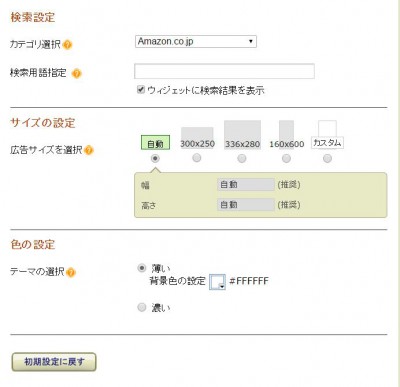 検索設定
カテゴリ選択 ? Amazon.co.jp
検索用語指定 ?
ウィジェットに検索結果を表示
サイズの設定
広告サイズを選択 ? 自動 300x250 336x280 160x600 カスタム
幅 自動 (推奨)
高さ 自動 (推奨)
色の設定
テーマの選択 ? 薄い
背景色の設定 #FFFFFF
濃い
初期設定に戻す